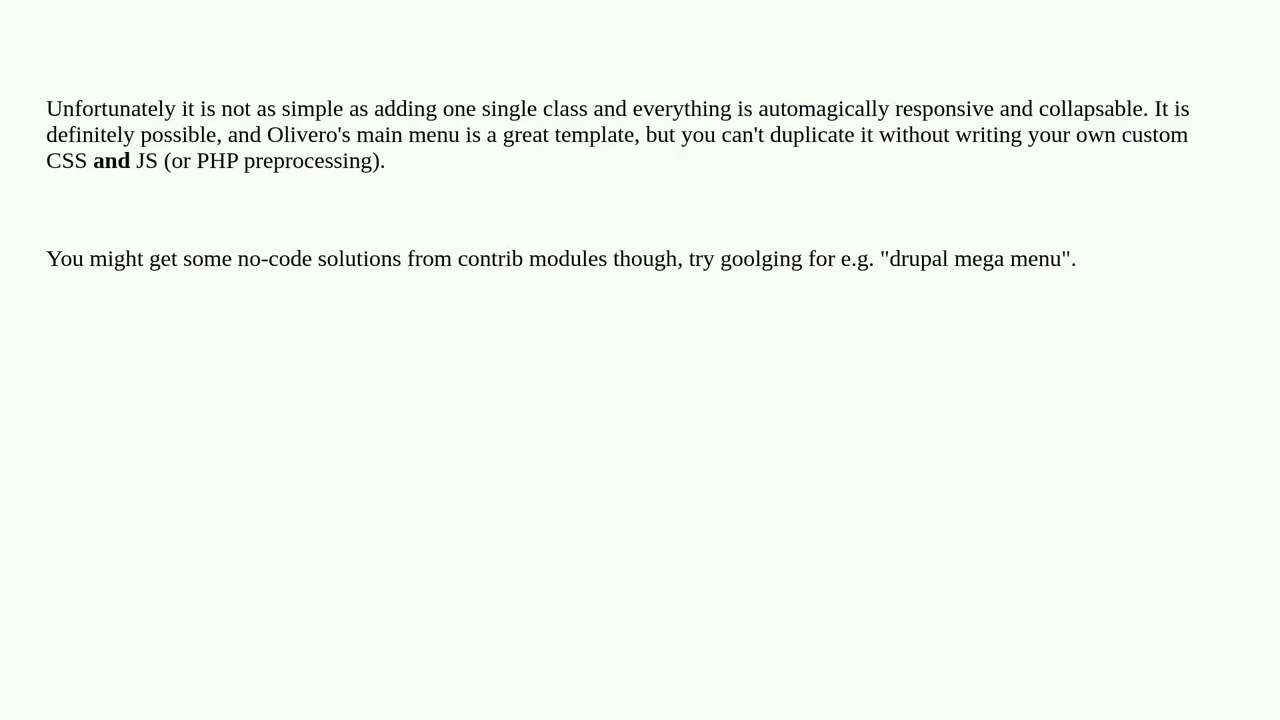 Unfortunately it is not as simple as adding one single class and everything is automagically responsive and collapsable. It is
definitely possible, and Olivero's main menu is a great template, but you can't duplicate it without writing your own custom
CSS and JS (or PHP preprocessing).
You might get some no-code solutions from contrib modules though, try goolging for e.g. "drupal mega menu".